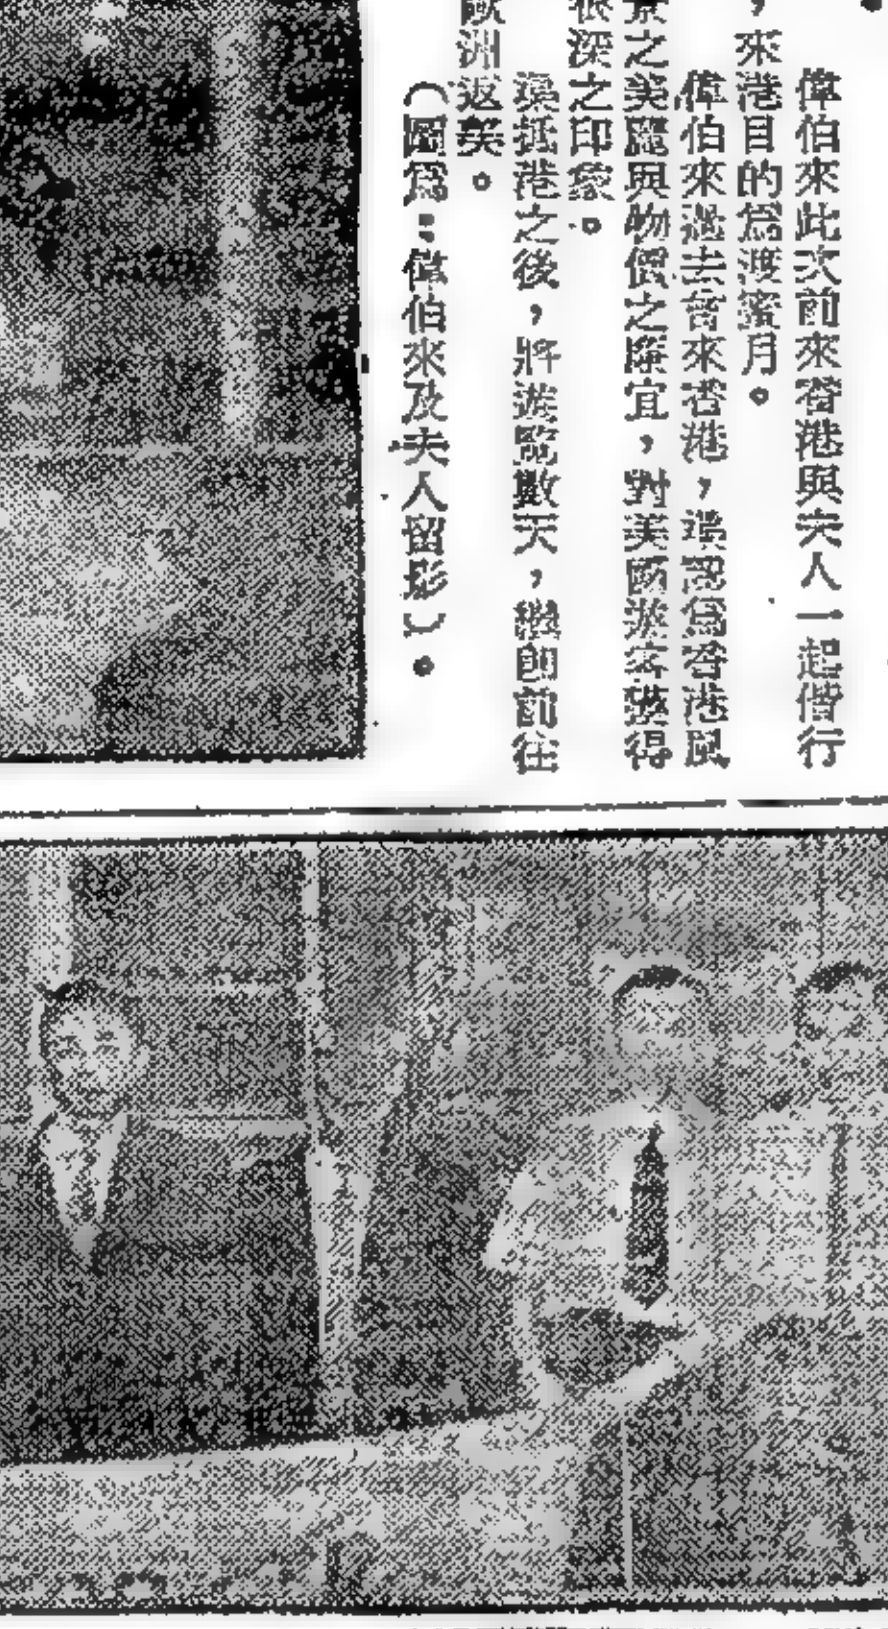 偉伯來此次前來香港與夫人一起偕行
，來港目的爲渡蜜月。
偉伯來過去曾來香港，渠認爲香港風
景之美麗與物價之廉宜，對美國遊客獲得
很深之印象。
渠抵港之後，將遊覽數天，繼卽前往
歐洲返美。
（圖爲：偉伯來及夫人留影）。